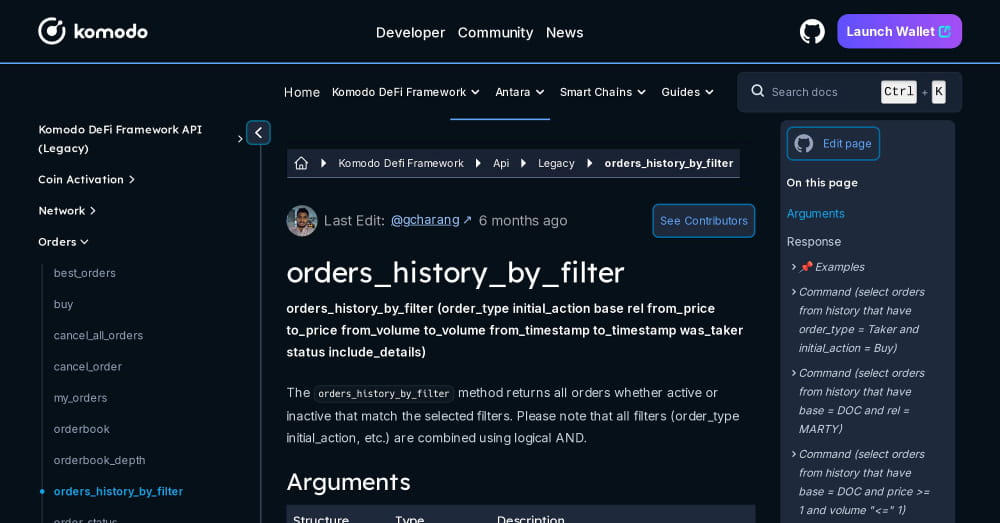 komodo
Developer Community News
Launch Wallet
Home Komodo DeFi Framework Antara Smart Chains Guides
Search docs Ctrl + K
Komodo DeFi Framework API
(Legacy)
Coin Activation
Network
Orders
best_orders
buy
cancel_all_orders
cancel_order
my_orders
orderbook
orderbook_depth
orders_history_by_filter
order_status
Komodo Defi Framework Api Legacy orders_history_by_filter
Last Edit: @gcharang ↗ 6 months ago
See Contributors
orders_history_by_filter
orders_history_by_filter (order_type initial_action base rel from_price
to_price from_volume to_volume from_timestamp to_timestamp was_taker
status include_details)
The orders_history_by_filter method returns all orders whether active or
inactive that match the selected filters. Please note that all filters (order_type
initial_action, etc.) are combined using logical AND.
Arguments
Structure Type Description
Edit page
On this page
Arguments
Response
📌 Examples
Command (select orders
from history that have
order_type = Taker and
initial_action = Buy)
Command (select orders
from history that have
base = DOC and rel =
MARTY)
Command (select orders
from history that have
base = DOC and price >=
1 and volume "<=" 1)